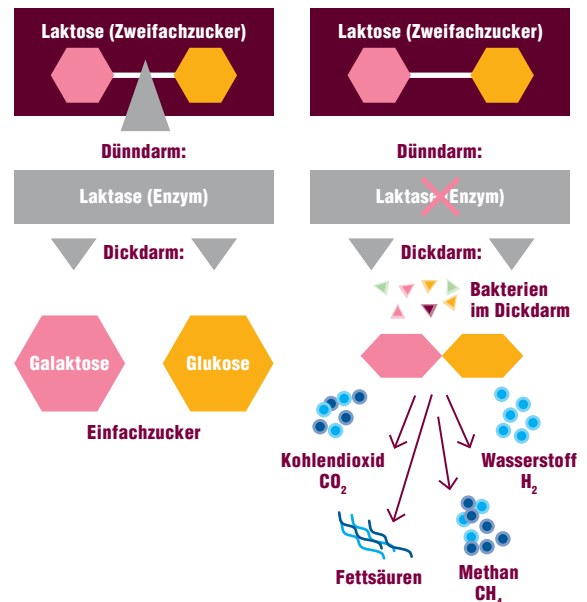 Laktose (Zweifachzucker)
Dünndarm:
Laktase (Enzym)
Dickdarm:
Galaktose
Glukose
Einfachzucker
Laktose (Zweifachzucker)
Dünndarm:
Laktase (Enzym)
Dickdarm:
Bakterien
im Dickdarm
Kohlendioxid
CO₂
Wasserstoff
H₂
Fettsäuren
Methan
CH₄